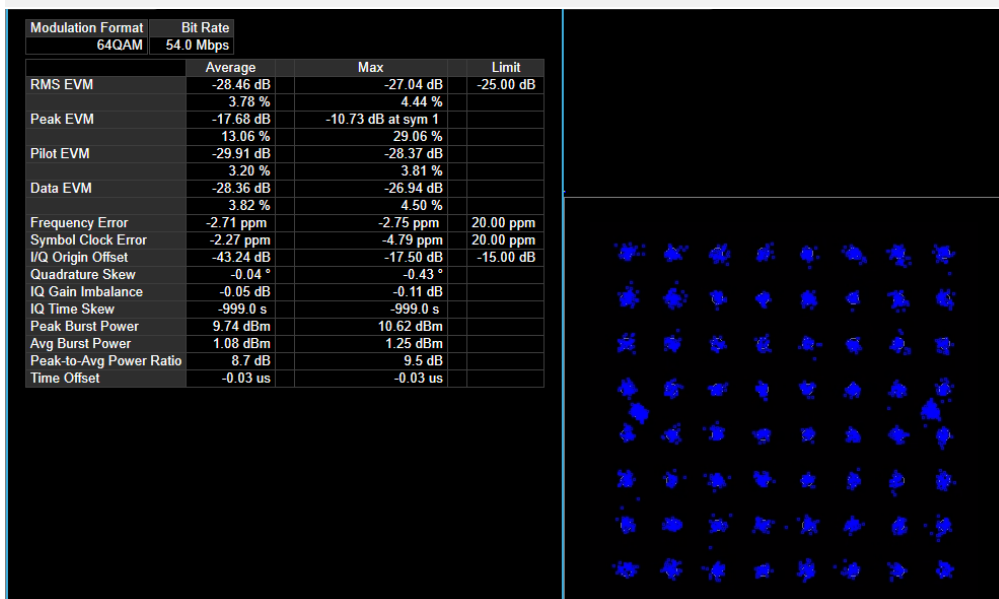 Modulation Format Bit Rate
64QAM 54.0 Mbps
Average Max Limit
RMS EVM -28.46 dB -27.04 dB -25.00 dB
3.78 % 4.44 %
Peak EVM -17.68 dB -10.73 dB at sym 1
13.06 % 29.06 %
Pilot EVM -29.91 dB -28.37 dB
3.20 % 3.81 %
Data EVM -28.36 dB -26.94 dB
3.82 % 4.50 %
Frequency Error -2.71 ppm -2.75 ppm 20.00 ppm
Symbol Clock Error -2.27 ppm -4.79 ppm 20.00 ppm
I/Q Origin Offset -43.24 dB -17.50 dB -15.00 dB
Quadrature Skew -0.04 ° -0.43 °
IQ Gain Imbalance -0.05 dB -0.11 dB
IQ Time Skew -999.0 s -999.0 s
Peak Burst Power 9.74 dBm 10.62 dBm
Avg Burst Power 1.08 dBm 1.25 dBm
Peak-to-Avg Power Ratio 8.7 dB 9.5 dB
Time Offset -0.03 us -0.03 us